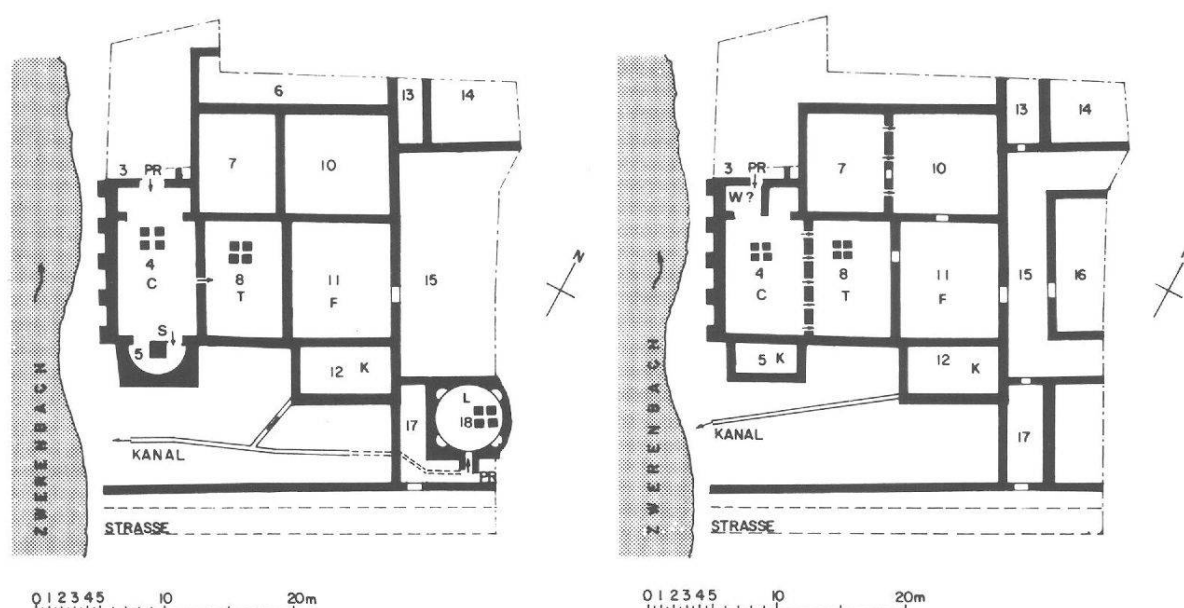 6
13
14
7
10
3
PR
4
C
8
T
11
F
15
S
5
12
K
L
18
17
PR
KANAL
STRASSE
ZWERENBACH
N
0 1 2 3 4 5 10 20m
13
14
7
10
3
PR
W?
4
C
8
T
11
F
15
16
5 K
12
K
17
KANAL
STRASSE
ZWERENBACH
0 1 2 3 4 5 10 20m